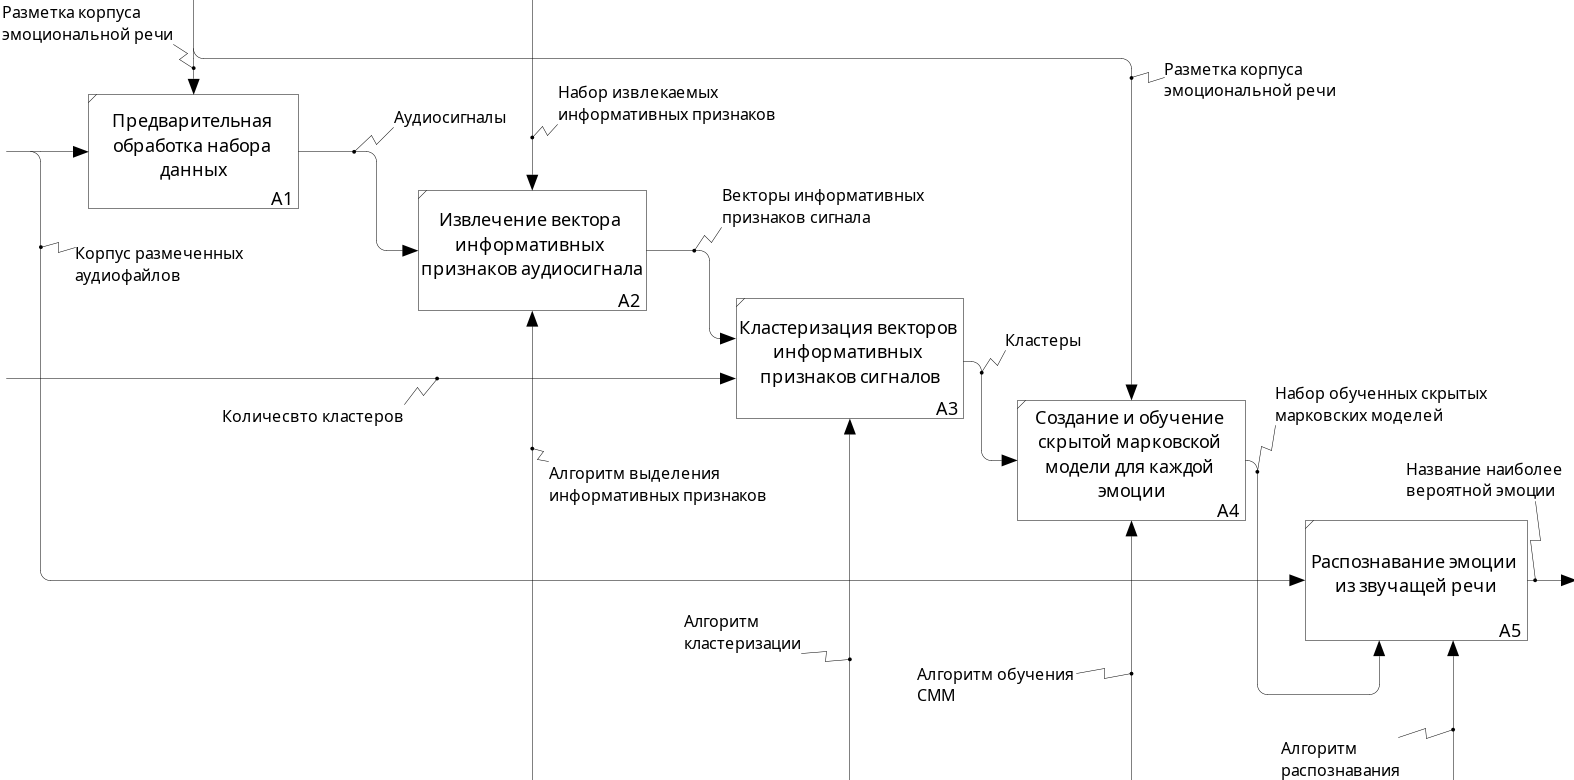 Разметка корпуса
эмоциональной речи
Разметка корпуса
эмоциональной речи
Набор извлекаемых
информативных признаков
Аудиосигналы
Предварительная
обработка набора
данных
A1
Векторы информативных
признаков сигнала
Извлечение вектора
информативных
признаков аудиосигнала
A2
Корпус размеченных
аудиофайлов
Кластеризация векторов
информативных
признаков сигналов
A3
Кластеры
Количесвто кластеров
Набор обученных скрытых
марковских моделей
Создание и обучение
скрытой марковской
модели для каждой
эмоции
A4
Алгоритм выделения
информативных признаков
Название наиболее
вероятной эмоции
Распознавание эмоции
из звучащей речи
A5
Алгоритм
кластеризации
Алгоритм обучения
СММ
Алгоритм
распознавания